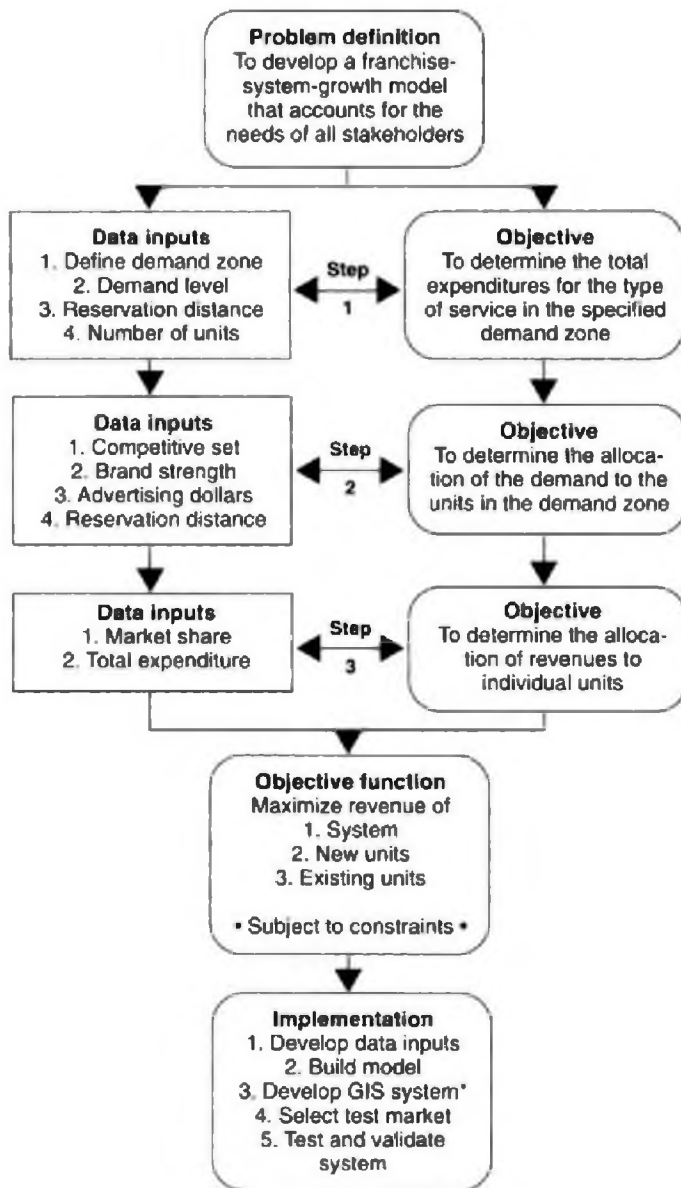 Problem definition
To develop a franchise-
system-growth model
that accounts for the
needs of all stakeholders
Data inputs
1. Define demand zone
2. Demand level
3. Reservation distance
4. Number of units
Step
1
Objective
To determine the total
expenditures for the type
of service in the specified
demand zone
Data inputs
1. Competitive set
2. Brand strength
3. Advertising dollars
4. Reservation distance
Step
2
Objective
To determine the alloca-
tion of the demand to the
units in the demand zone
Data inputs
1. Market share
2. Total expenditure
Step
3
Objective
To determine the alloca-
tion of revenues to
individual units
Objective function
Maximize revenue of
1. System
2. New units
3. Existing units
• Subject to constraints •
Implementation
1. Develop data inputs
2. Build model
3. Develop GIS system*
4. Select test market
5. Test and validate
system